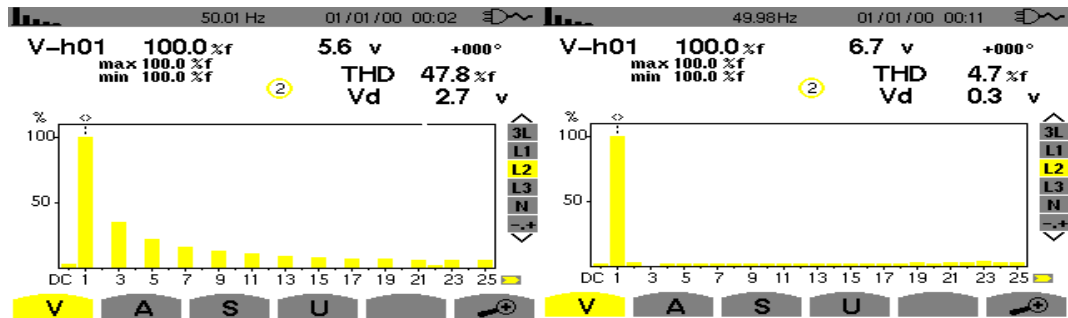 50.01 Hz 01/01/00 00:02
V-h01 100.0 %f 5.6 v +000°
max 100.0 %f
min 100.0 %f
THD 47.8 %f
2
Vd 2.7 v
%
100
50
DC 1 3 5 7 9 11 13 15 17 19 21 23 25
3L
L1
L2
L3
N
-.+
V A S U
49.98Hz 01/01/00 00:11
V-h01 100.0 %f 6.7 v +000°
max 100.0 %f
min 100.0 %f
THD 4.7 %f
2
Vd 0.3 v
%
100
50
DC 1 3 5 7 9 11 13 15 17 19 21 23 25
3L
L1
L2
L3
N
-.+
V A S U